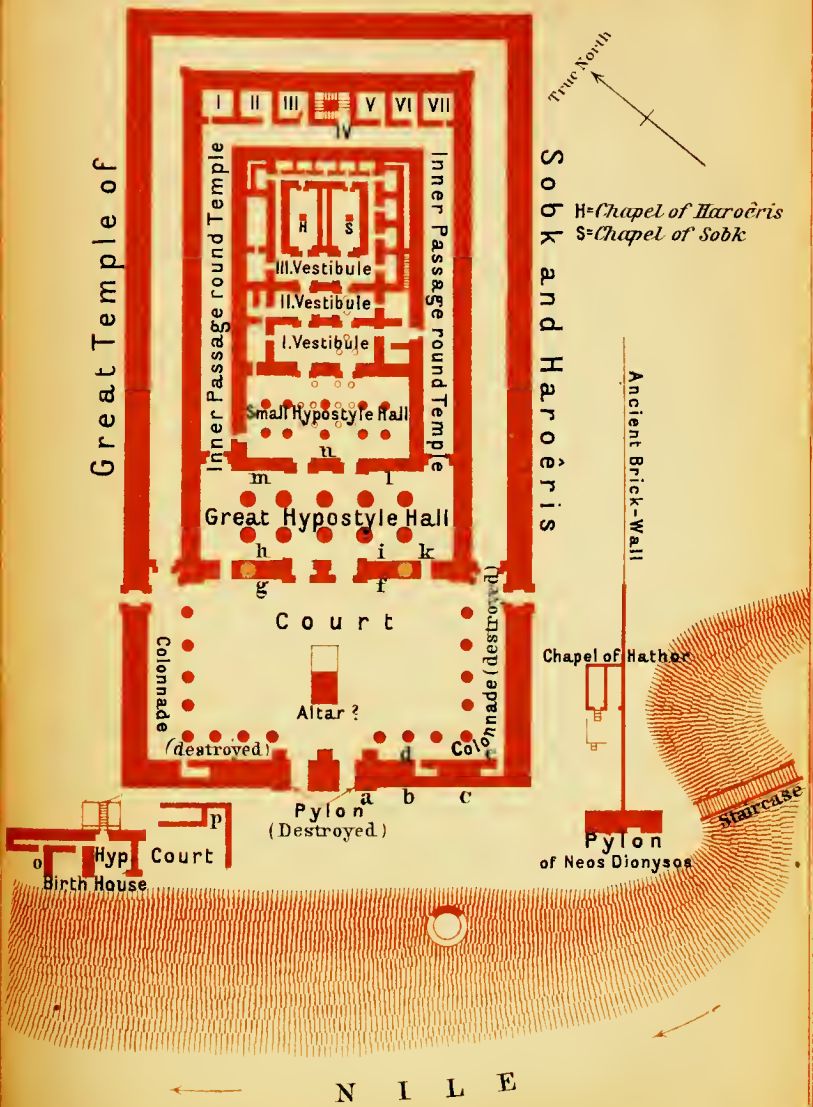 True North
I II III V VI VII
IV
Great Temple of
Sobk and Haroêris
Inner Passage round Temple
Inner Passage round Temple
H=Chapel of Haroêris
S=Chapel of Sobk
H S
III.Vestibule
II.Vestibule
I.Vestibule
Small Hypostyle Hall
n
m l
Great Hypostyle Hall
h i k
g f
Court
Ancient Brick-Wall
Colonnade
(destroyed)
Colonnade (destroyed)
Altar ?
Chapel of Hathor
d e
a b c
Pylon
(Destroyed)
Staircase
Pylon
of Neos Dionysos
p
o Hyp. Court
Birth House
NILE